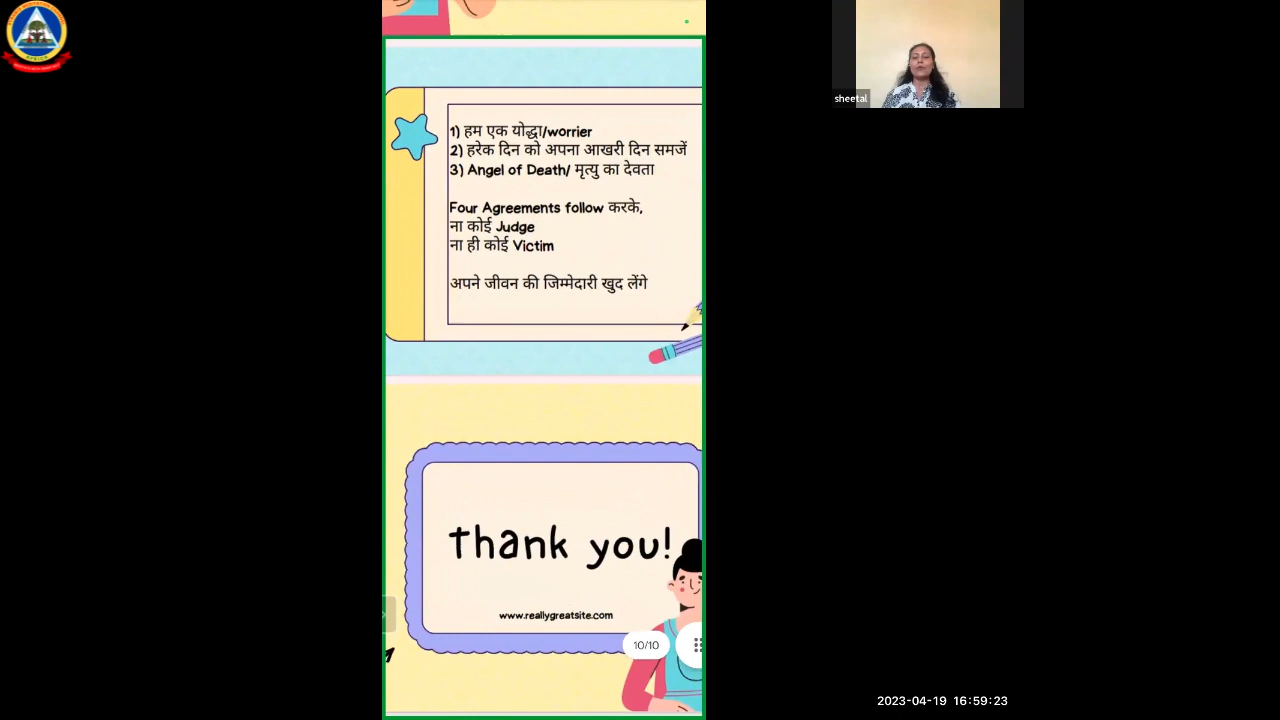 1) हम एक योद्धा/worrier
2) हरेक दिन को अपना आखरी दिन समजें
3) Angel of Death/ मृत्यु का देवता
Four Agreements follow करके,
ना कोई Judge
ना ही कोई Victim
अपने जीवन की जिम्मेदारी खुद लेंगे
thank you!
www.reallygreatsite.com
10/10
sheetal
2023-04-19 16:59:23